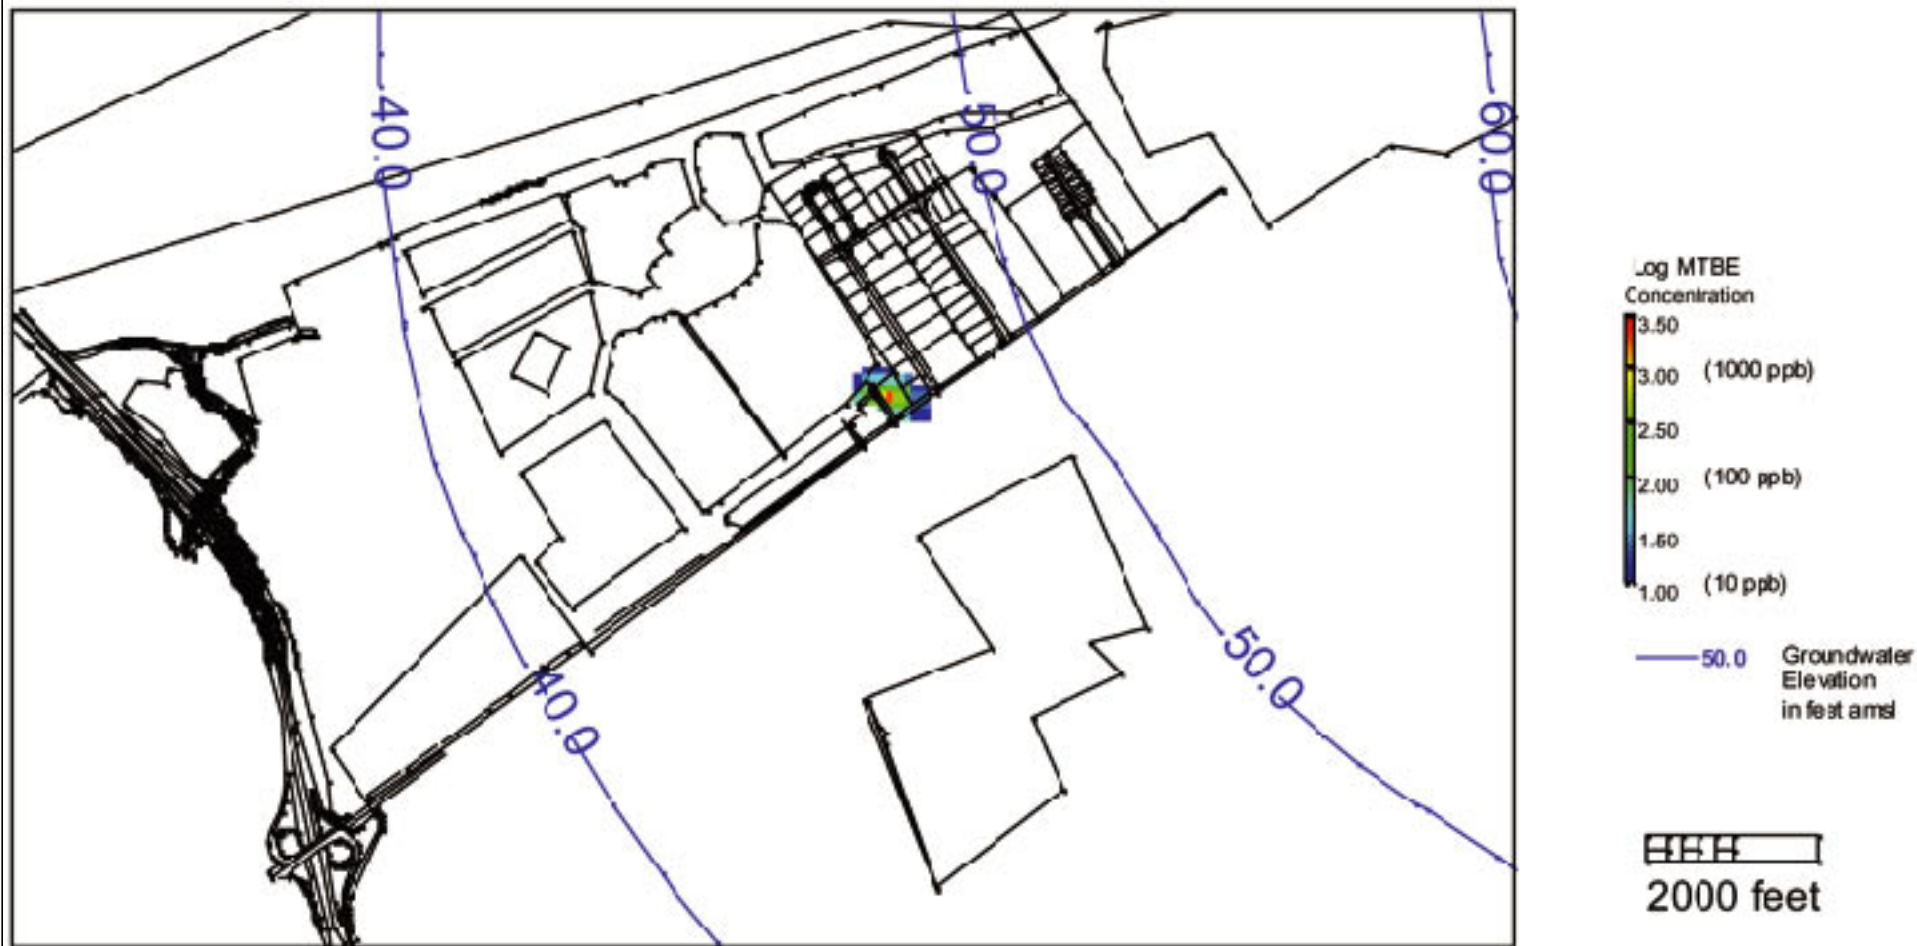 40.0
50.0
60.0
40.0
50.0
Log MTBE
Concentration
3.50
3.00 (1000 ppb)
2.50
2.00 (100 ppb)
1.50
1.00 (10 ppb)
50.0 Groundwater
Elevation
in feet amsl
2000 feet